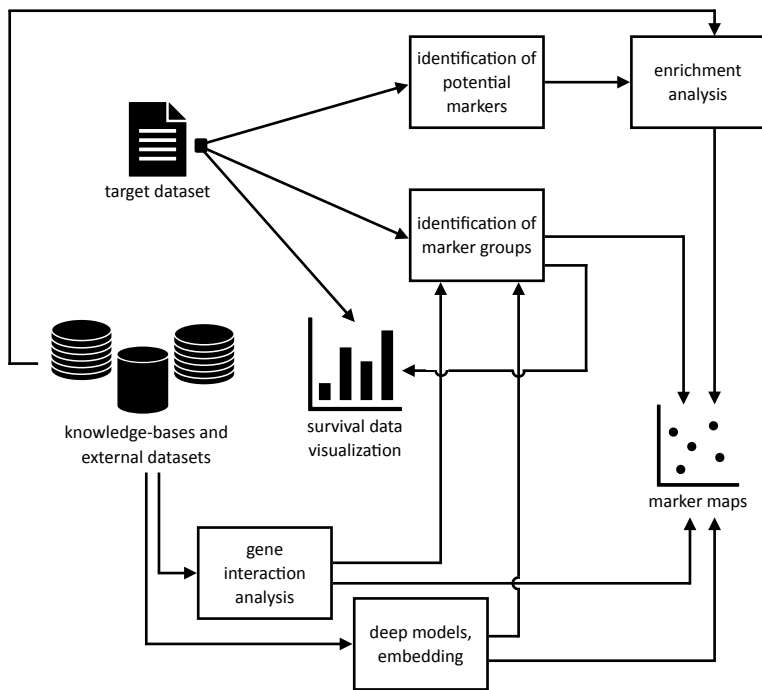 identification of
potential
markers
enrichment
analysis
target dataset
identification of
marker groups
knowledge-bases and
external datasets
survival data
visualization
marker maps
gene
interaction
analysis
deep models,
embedding